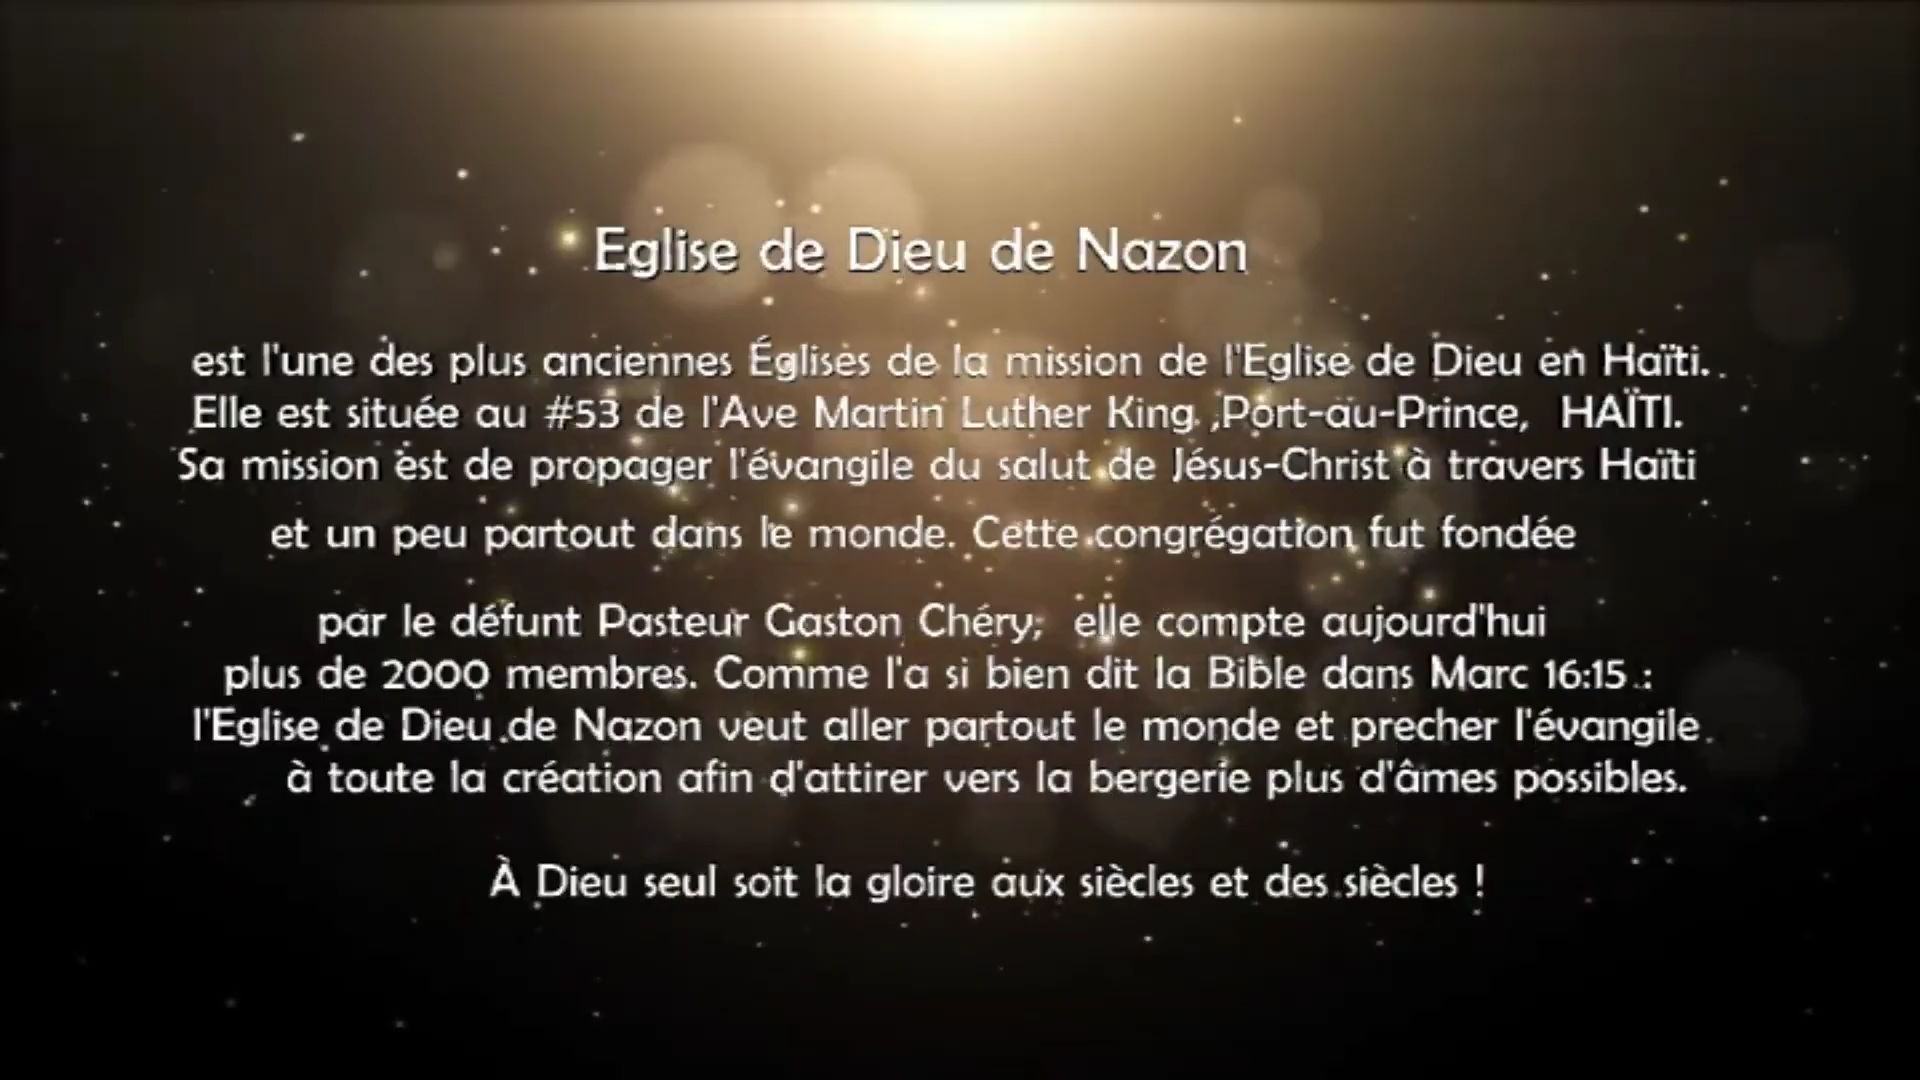 Eglise de Dieu de Nazon
est l'une des plus anciennes Églises de la mission de l'Eglise de Dieu en Haïti.
Elle est située au #53 de l'Ave Martin Luther King ,Port-au-Prince, HAÏTI.
Sa mission est de propager l'évangile du salut de Jésus-Christ à travers Haïti
et un peu partout dans le monde. Cette congrégation fut fondée
par le défunt Pasteur Gaston Chéry; elle compte aujourd'hui
plus de 2000 membres. Comme l'a si bien dit la Bible dans Marc 16:15 :
l'Eglise de Dieu de Nazon veut aller partout le monde et precher l'évangile
à toute la création afin d'attirer vers la bergerie plus d'âmes possibles.
À Dieu seul soit la gloire aux siècles et des siècles !